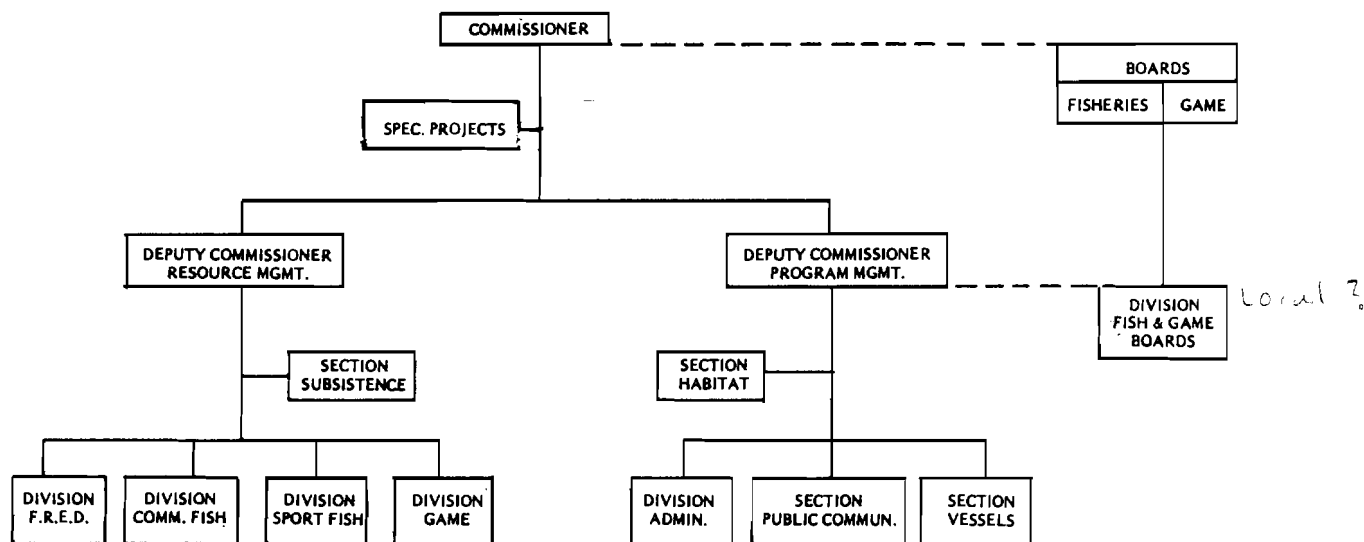 COMMISSIONER
BOARDS
FISHERIES GAME
SPEC. PROJECTS
DEPUTY COMMISSIONER
RESOURCE MGMT.
DEPUTY COMMISSIONER
PROGRAM MGMT.
DIVISION
FISH & GAME
BOARDS
Local ?
SECTION
SUBSISTENCE
SECTION
HABITAT
DIVISION
F.R.E.D.
DIVISION
COMM. FISH
DIVISION
SPORT FISH
DIVISION
GAME
DIVISION
ADMIN.
SECTION
PUBLIC COMMUN.
SECTION
VESSELS